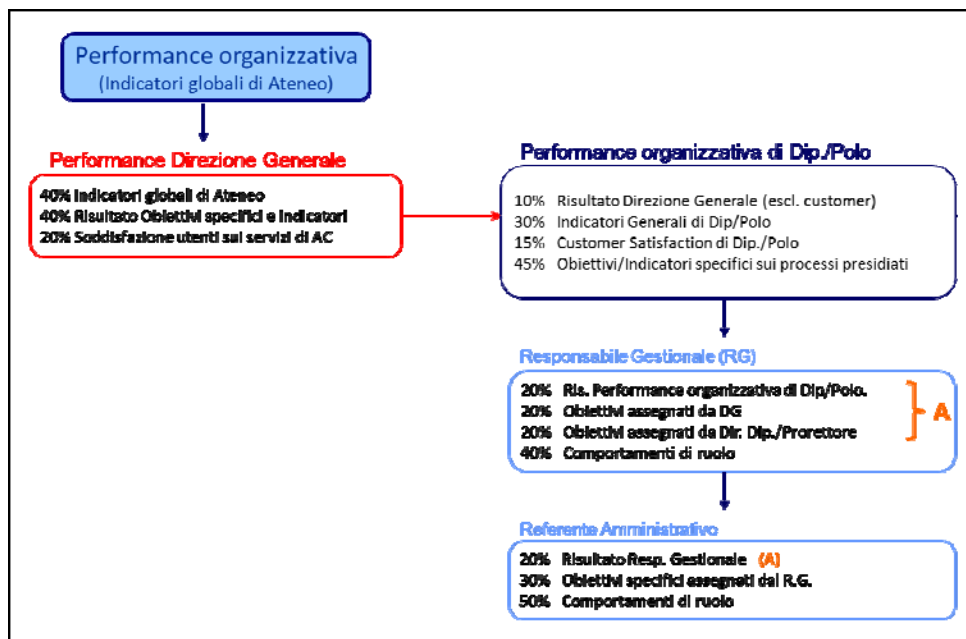 Performance organizzativa
(Indicatori globali di Ateneo)
Performance Direzione Generale
40% Indicatori globali di Ateneo
40% Risultato Obiettivi specifici e Indicatori
20% Soddisfazione utenti sui servizi di AC
Performance organizzativa di Dip./Polo
10% Risultato Direzione Generale (escl. customer)
30% Indicatori Generali di Dip/Polo
15% Customer Satisfaction di Dip./Polo
45% Obiettivi/Indicatori specifici sui processi presidiati
Responsabile Gestionale (RG)
20% Ris. Performance organizzativa di Dip/Polo.
20% Obiettivi assegnati da DG
20% Obiettivi assegnati da Dir. Dip./Prorettore
40% Comportamenti di ruolo
A
Referente Amministrativo
20% Risultato Resp. Gestionale (A)
30% Obiettivi specifici assegnati dal R.G.
50% Comportamenti di ruolo